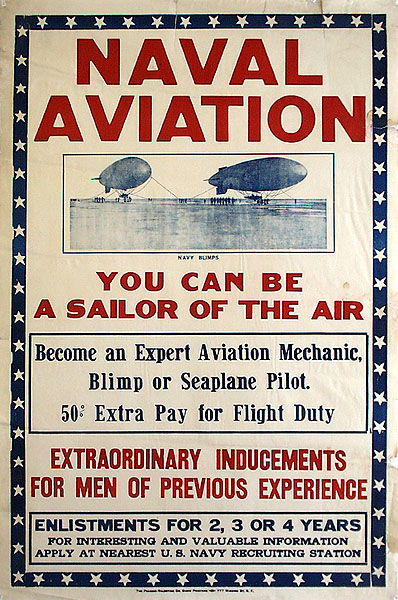 NAVAL
AVIATION
NAVY BLIMPS
YOU CAN BE
A SAILOR OF THE AIR
Become an Expert Aviation Mechanic,
Blimp or Seaplane Pilot.
50% Extra Pay for Flight Duty
EXTRAORDINARY INDUCEMENTS
FOR MEN OF PREVIOUS EXPERIENCE
ENLISTMENTS FOR 2, 3 OR 4 YEARS
FOR INTERESTING AND VALUABLE INFORMATION
APPLY AT NEAREST U. S. NAVY RECRUITING STATION